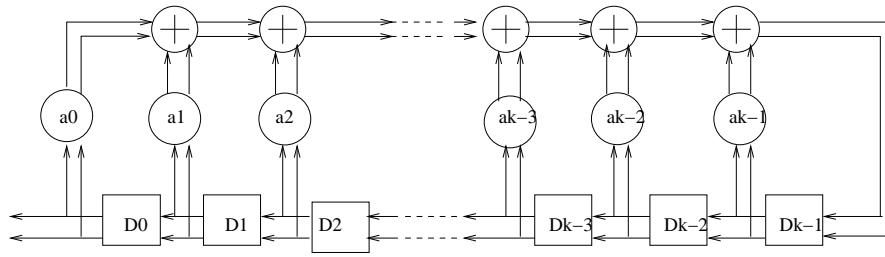 + + + + +
a0 a1 a2 ak−3 ak−2 ak−1
D0 D1 D2 Dk−3 Dk−2 Dk−1